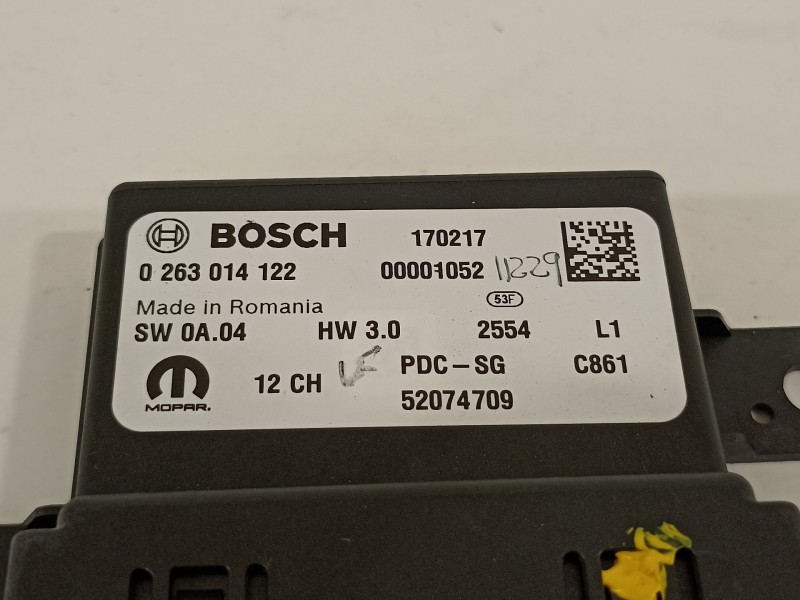 BOSCH 170217
0 263 014 122 00001052 11229
Made in Romania 53F
SW 0A.04 HW 3.0 2554 L1
12 CH PDC-SG C861
MOPAR. 52074709